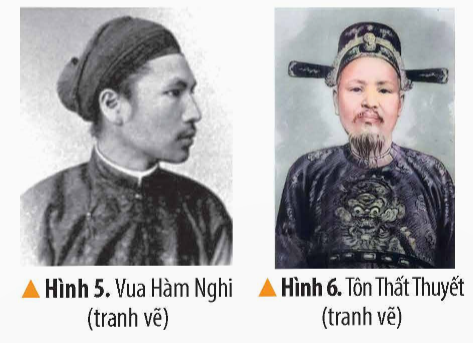 ▲ Hình 5. Vua Hàm Nghi
(tranh vẽ)
▲ Hình 6. Tôn Thất Thuyết
(tranh vẽ)